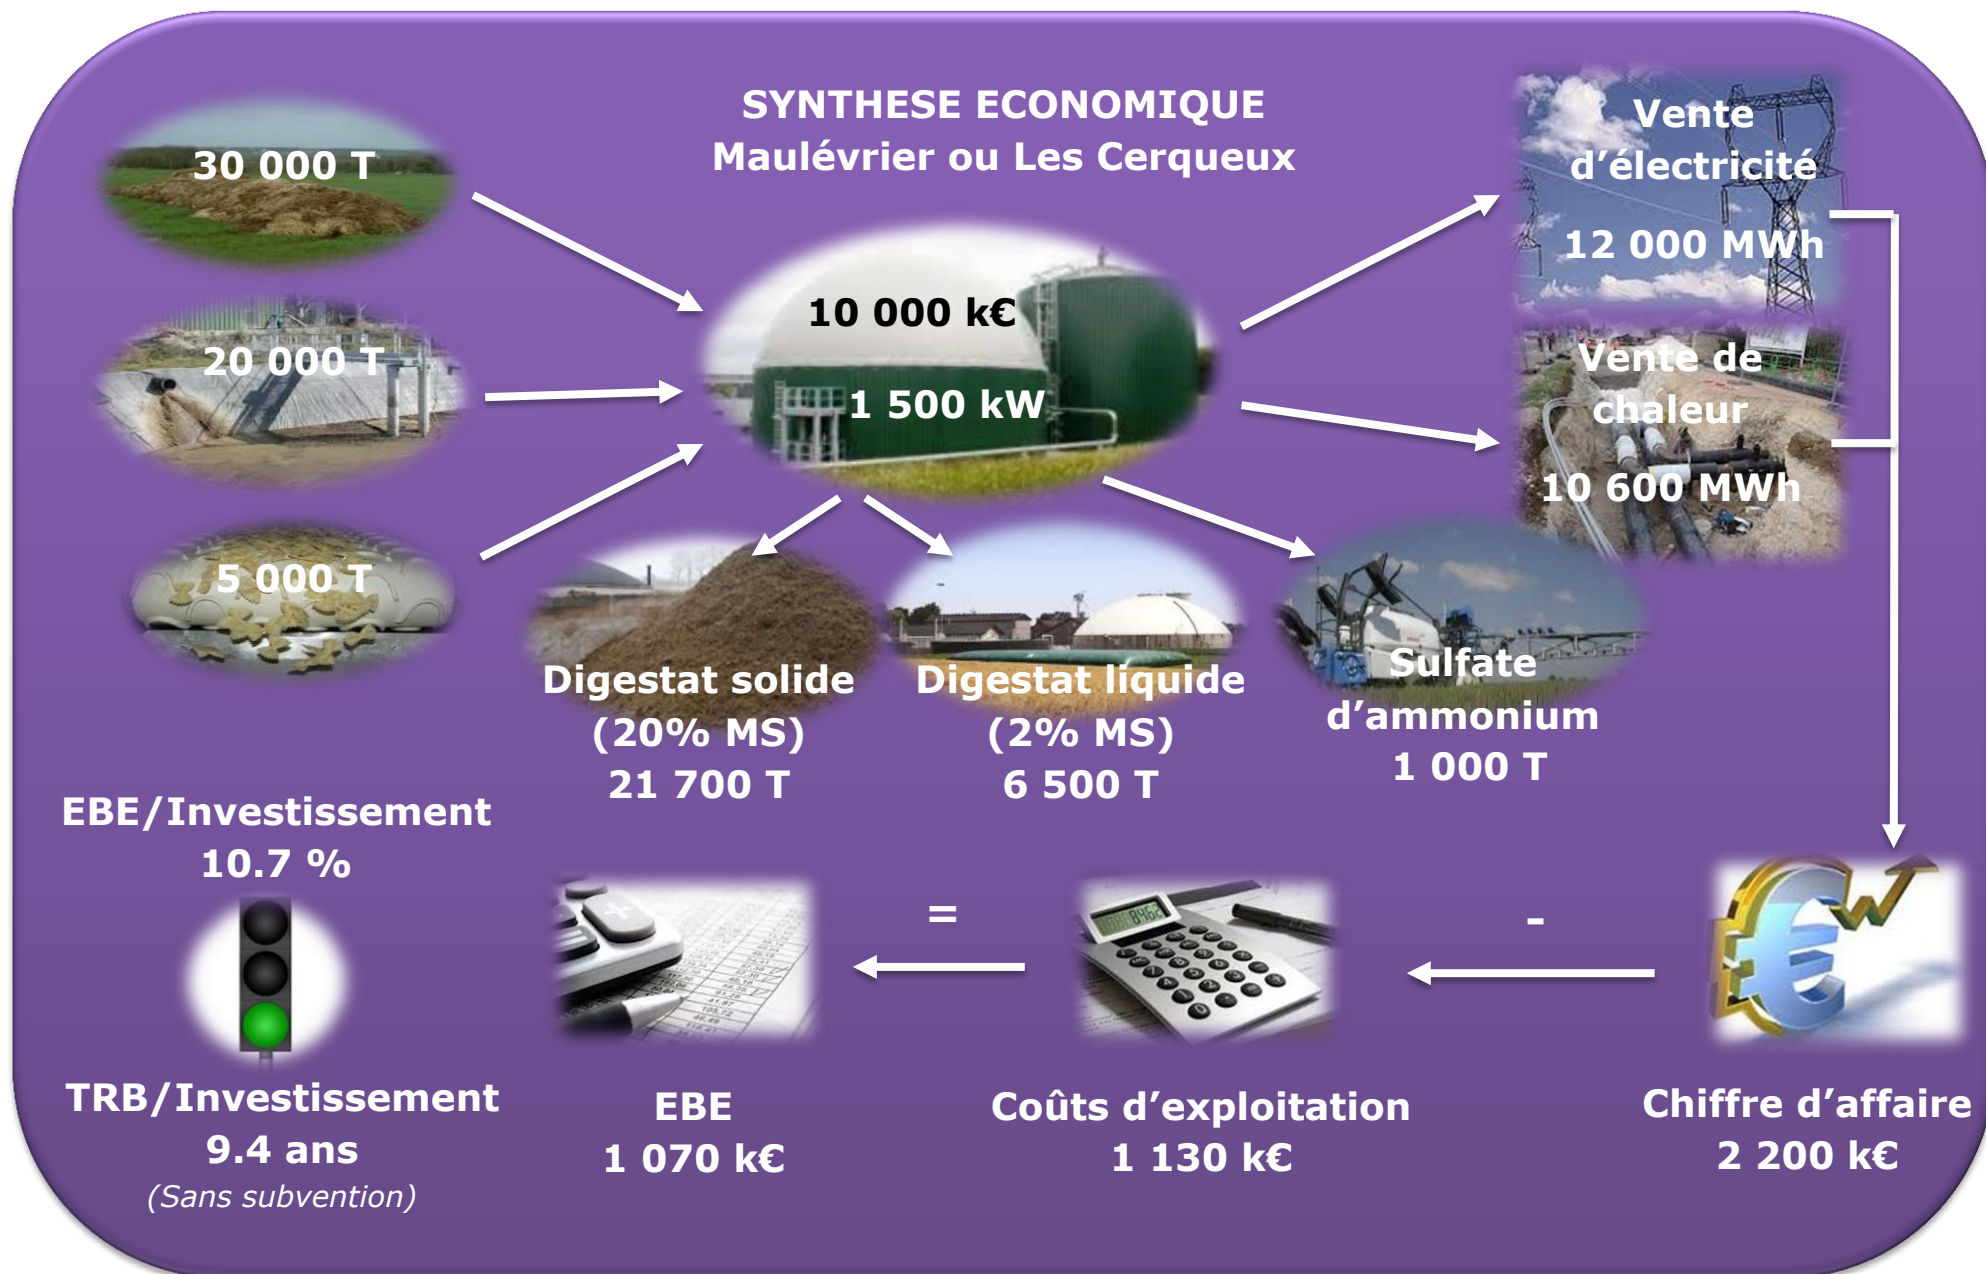 SYNTHESE ECONOMIQUE
Maulévrier ou Les Cerqueux
30 000 T
20 000 T
5 000 T
10 000 k€
1 500 kW
Vente
d’électricité
12 000 MWh
Vente de
chaleur
10 600 MWh
Digestat solide
(20% MS)
21 700 T
Digestat liquide
(2% MS)
6 500 T
Sulfate
d’ammonium
1 000 T
EBE/Investissement
10.7 %
TRB/Investissement
9.4 ans
(Sans subvention)
=
-
EBE
1 070 k€
Coûts d’exploitation
1 130 k€
Chiffre d’affaire
2 200 k€